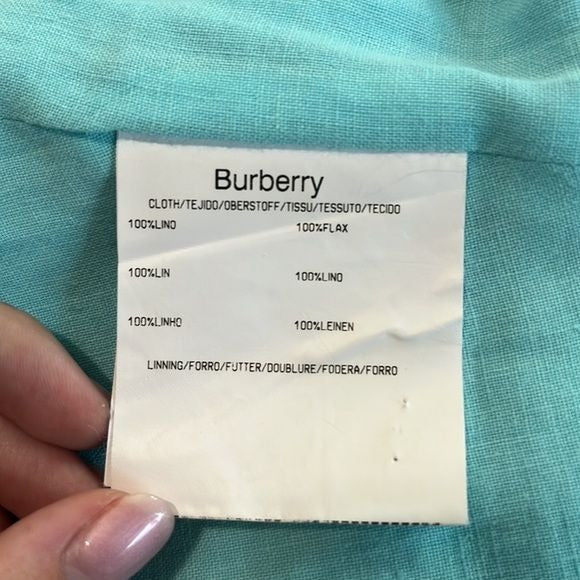 Burberry
CLOTH/TEJIDO/OBERSTOFF/TISSU/TESSUTO/TECIDO
100%LINO 100%FLAX
100%LIN 100%LINO
100%LINHO 100%LEINEN
LINNING/FORRO/FUTTER/DOUBLURE/FODERA/FORRO